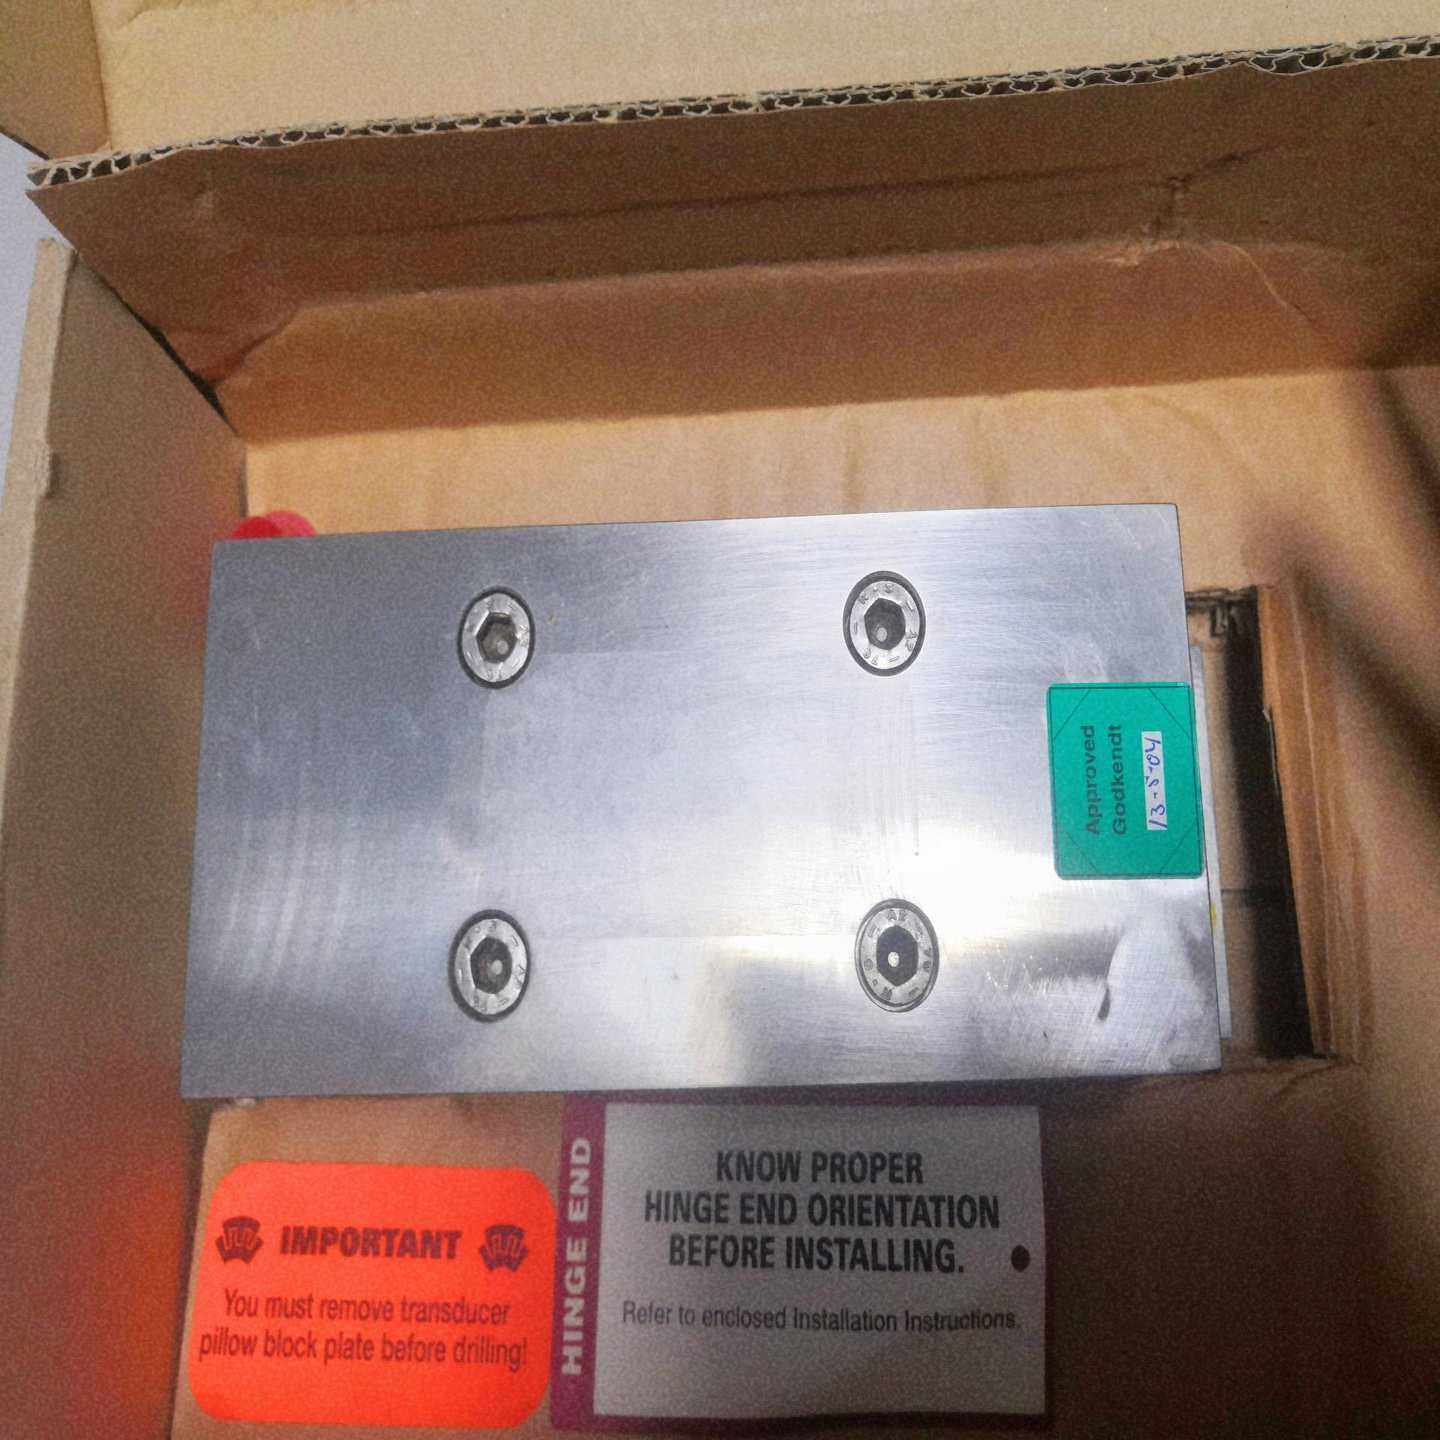 Approved
Godkendt
13-5-04
IMPORTANT
You must remove transducer
pillow block plate before drilling!
HINGE END
KNOW PROPER
HINGE END ORIENTATION
BEFORE INSTALLING.
Refer to enclosed Installation Instructions.